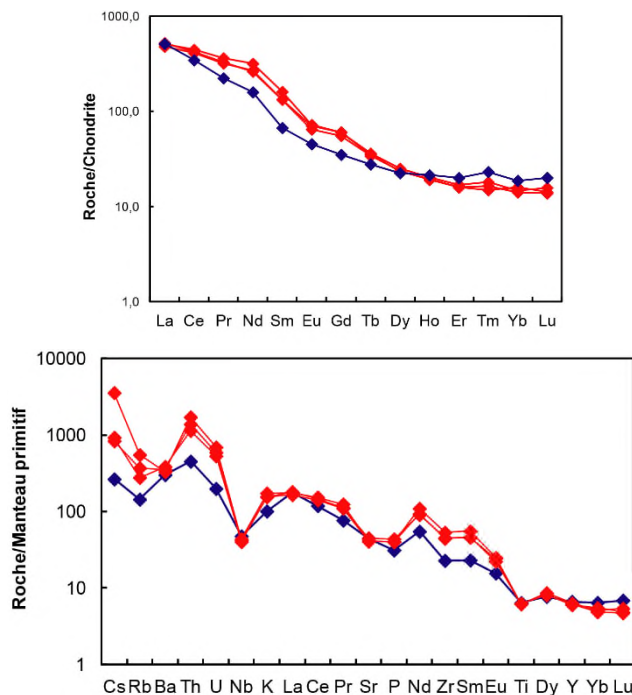 1000,0
100,0
10,0
1,0
Roche/Chondrite
La Ce Pr Nd Sm Eu Gd Tb Dy Ho Er Tm Yb Lu
10000
1000
100
10
1
Roche/Manteau primitif
Cs Rb Ba Th U Nb K La Ce Pr Sr P Nd Zr Sm Eu Ti Dy Y Yb Lu